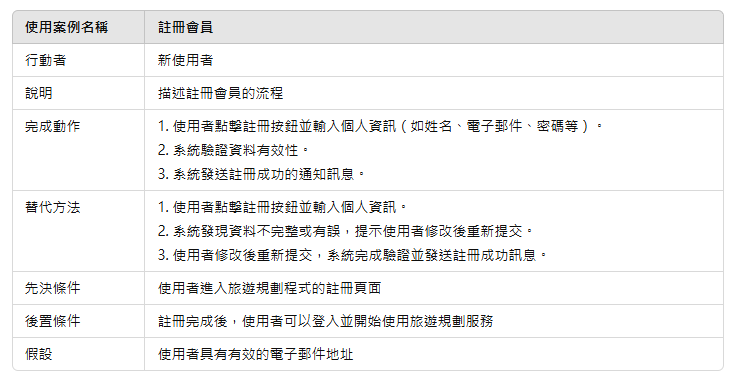 使用案例名稱 註冊會員
行動者 新使用者
說明 描述註冊會員的流程
完成動作 1. 使用者點擊註冊按鈕並輸入個人資訊（如姓名、電子郵件、密碼等）。
2. 系統驗證資料有效性。
3. 系統發送註冊成功的通知訊息。
替代方法 1. 使用者點擊註冊按鈕並輸入個人資訊。
2. 系統發現資料不完整或有誤，提示使用者修改後重新提交。
3. 使用者修改後重新提交，系統完成驗證並發送註冊成功訊息。
先決條件 使用者進入旅遊規劃程式的註冊頁面
後置條件 註冊完成後，使用者可以登入並開始使用旅遊規劃服務
假設 使用者具有有效的電子郵件地址